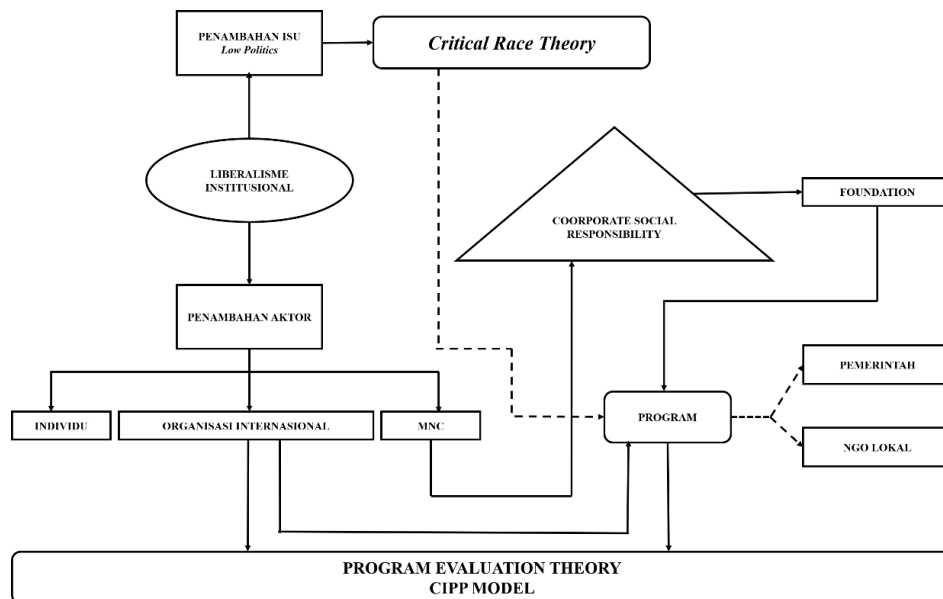 PENAMBAHAN ISU
Low Politics
Critical Race Theory
LIBERALISME
INSTITUSIONAL
FOUNDATION
COORPORATE SOCIAL
RESPONSIBILITY
PENAMBAHAN AKTOR
PEMERINTAH
INDIVIDU
ORGANISASI INTERNASIONAL
MNC
PROGRAM
NGO LOKAL
PROGRAM EVALUATION THEORY
CIPP MODEL